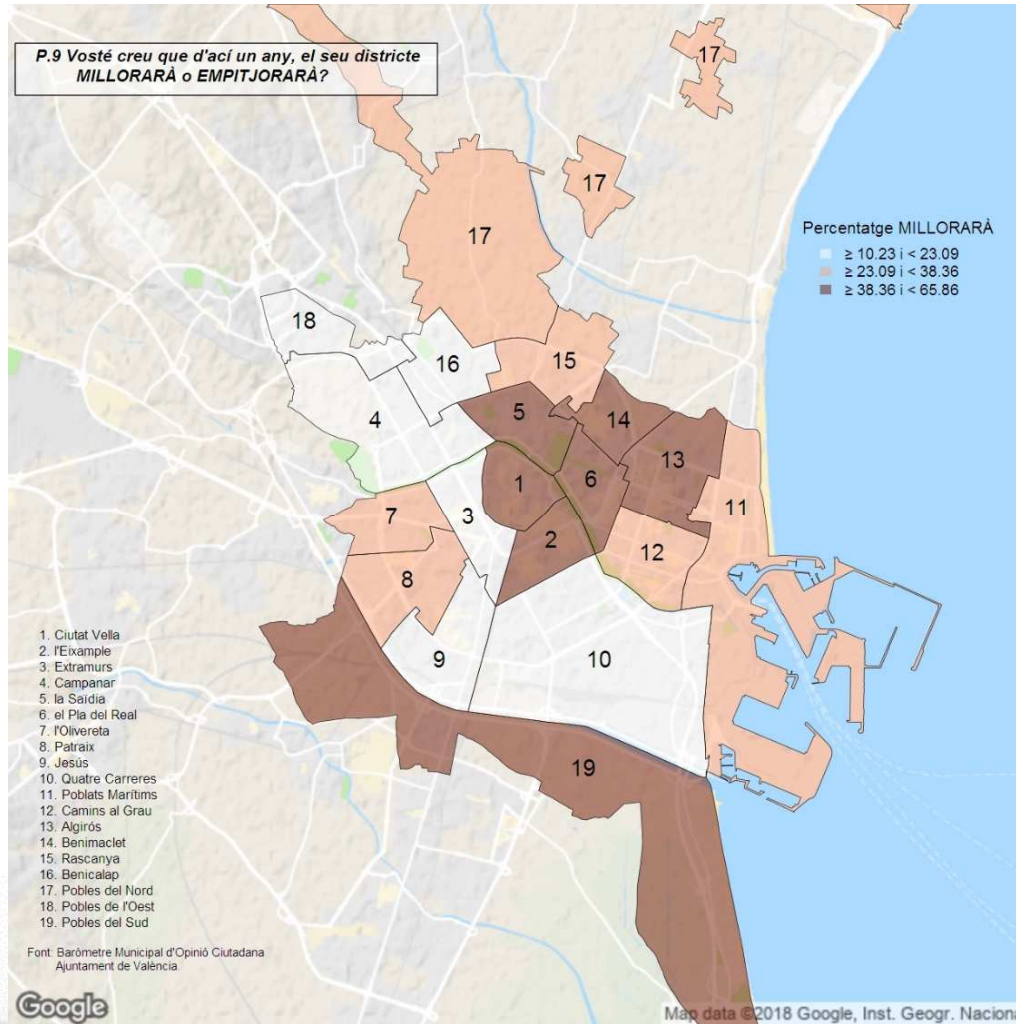 P.9 Vosté creu que d'ací un any, el seu districte
MILLORARÀ o EMPITJORARÀ?
17
17
17
Percentatge MILLORARÀ
≥ 10.23 i < 23.09
≥ 23.09 i < 38.36
≥ 38.36 i < 65.86
18
16
15
4
5
14
13
1
6
11
3
7
2
12
8
9
10
19
1. Ciutat Vella
2. l'Eixample
3. Extramurs
4. Campanar
5. la Saïdia
6. el Pla del Real
7. l'Olivereta
8. Patraix
9. Jesús
10. Quatre Carreres
11. Poblats Marítims
12. Camins al Grau
13. Algirós
14. Benimaclet
15. Rascanya
16. Benicalap
17. Pobles del Nord
18. Pobles de l'Oest
19. Pobles del Sud
Font: Baròmetre Municipal d'Opinió Ciutadana
Ajuntament de València.
Google
Map data ©2018 Google, Inst. Geogr. Naciona